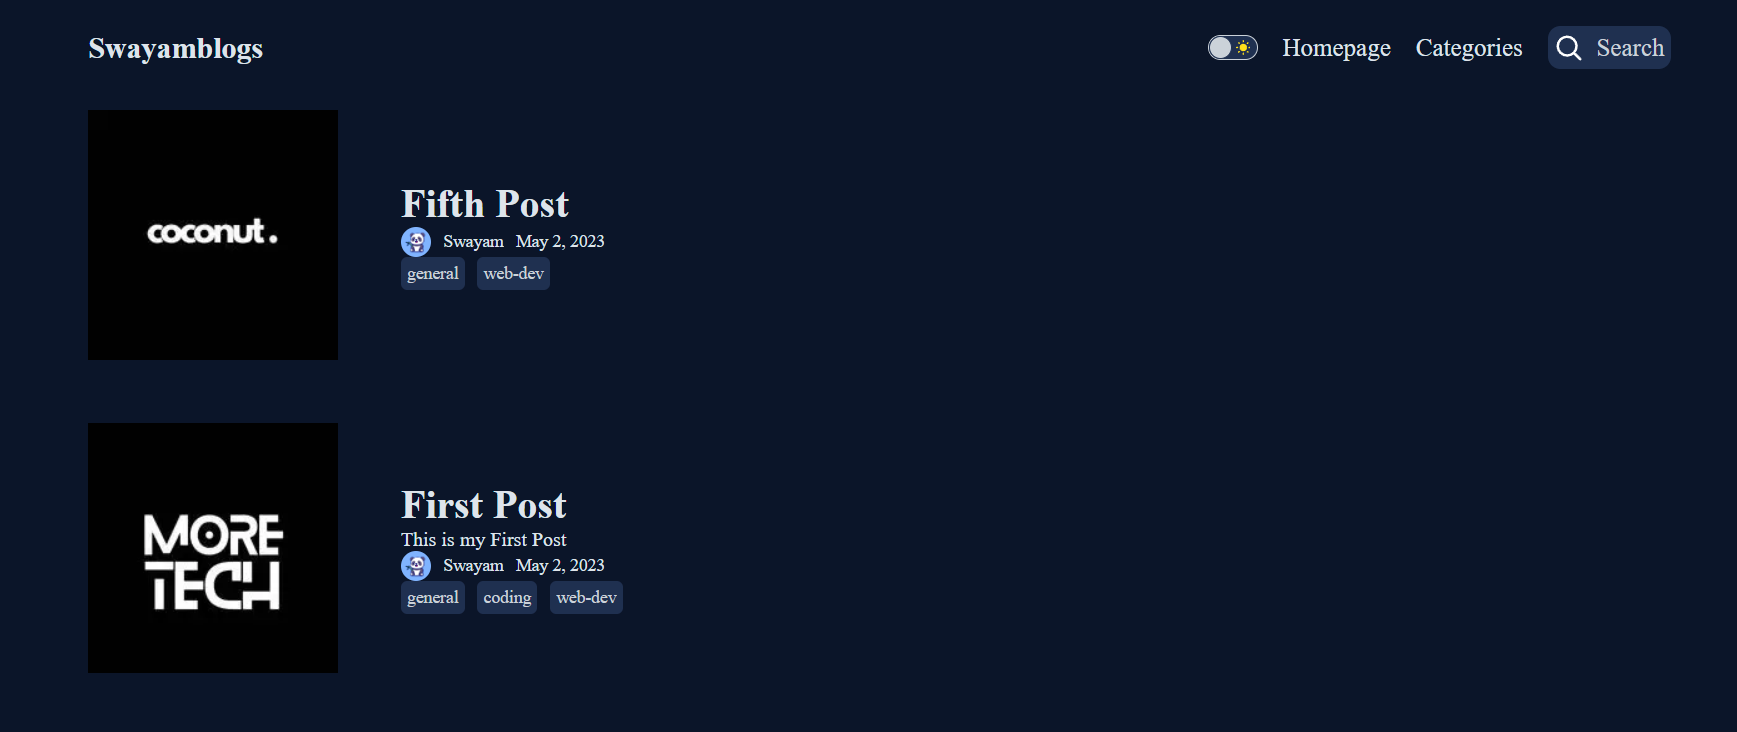 Swayamblogs
Homepage Categories Search
coconut.
Fifth Post
Swayam May 2, 2023
general web-dev
MORE
TECH
First Post
This is my First Post
Swayam May 2, 2023
general coding web-dev